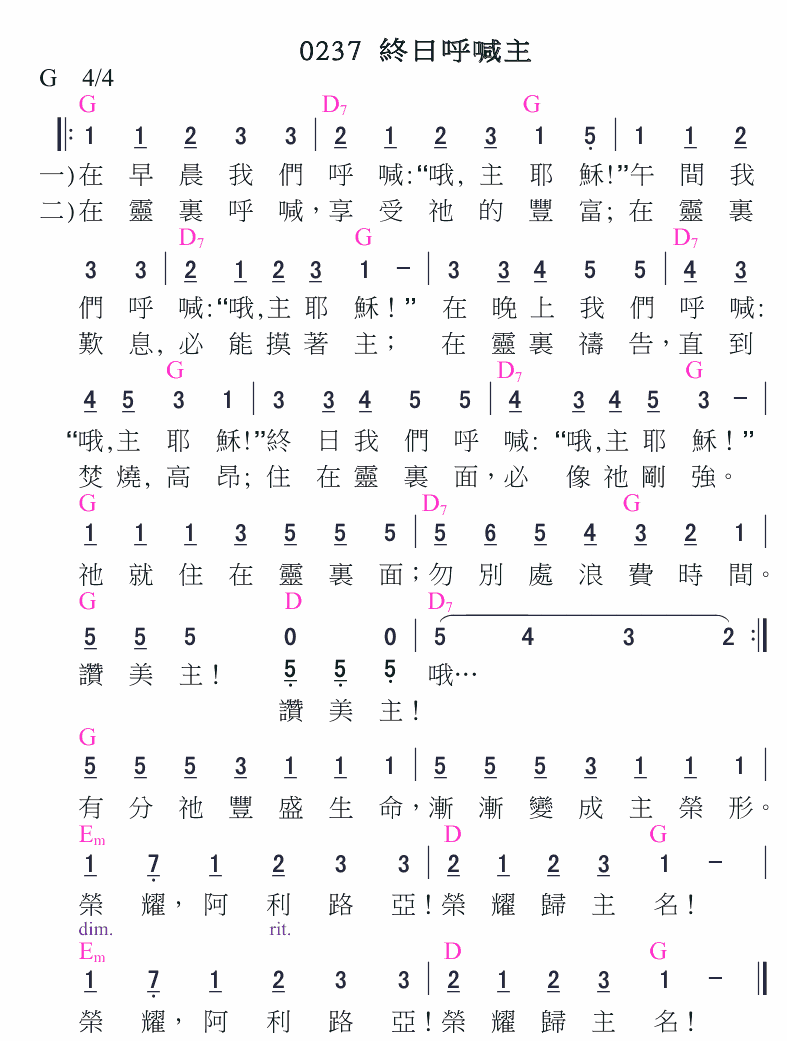 0237 終日呼喊主
G 4/4
G D7 G
1 1 2 3 3 | 2 1 2 3 1 5 | 1 1 2
一)在早晨我們呼喊:“哦, 主耶穌!”午間我
二)在靈裏呼喊，享受祂的豐富; 在靈裏
D7 G D7
3 3 | 2 1 2 3 1 - | 3 3 4 5 5 | 4 3
們呼喊:“哦,主耶穌！” 在晚上我們呼喊:
歎息, 必能摸著主； 在靈裏禱告，直到
G D7 G
4 5 3 1 | 3 3 4 5 5 | 4 3 4 5 3 - |
“哦,主耶穌!”終日我們呼喊: “哦,主耶穌！”
焚燒, 高昂; 住在靈裏面，必像祂剛強。
G D7 G
1 1 1 3 5 5 5 | 5 6 5 4 3 2 1 |
祂就住在靈裏面；勿別處浪費時間。
G D D7
5 5 5 0 0 | 5 4 3 2 :||
讚美主！ 5 5 5 哦…
讚美主！
G
5 5 5 3 1 1 1 | 5 5 5 3 1 1 1 |
有分祂豐盛生命，漸漸變成主榮形。
Em D G
1 7 1 2 3 3 | 2 1 2 3 1 - |
榮耀，阿利路亞！榮耀歸主名！
dim. rit.
Em D G
1 7 1 2 3 3 | 2 1 2 3 1 - ||
榮耀，阿利路亞！榮耀歸主名！